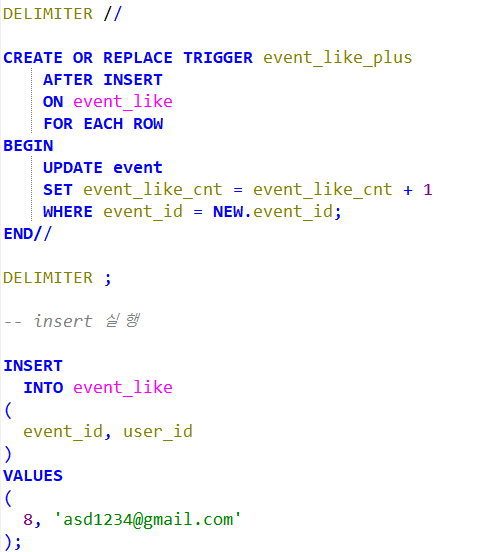 DELIMITER //
CREATE OR REPLACE TRIGGER event_like_plus
AFTER INSERT
ON event_like
FOR EACH ROW
BEGIN
UPDATE event
SET event_like_cnt = event_like_cnt + 1
WHERE event_id = NEW.event_id;
END//
DELIMITER ;
-- insert 실행
INSERT
INTO event_like
(
event_id, user_id
)
VALUES
(
8, 'asd1234@gmail.com'
);